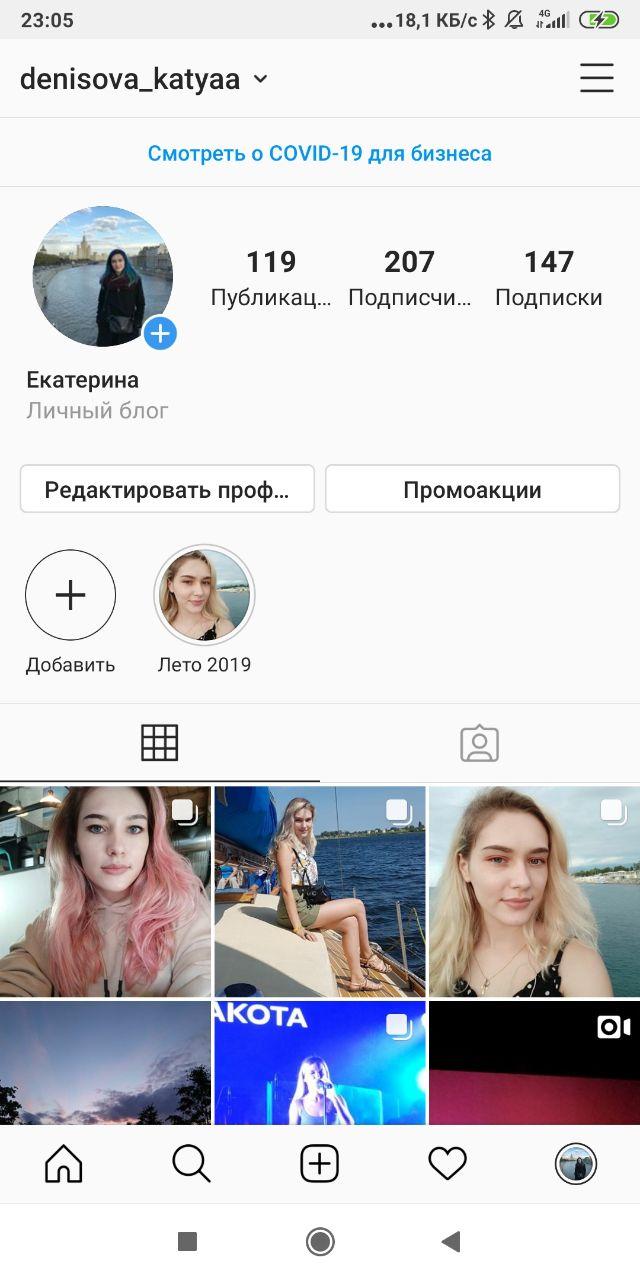 23:05
...18,1 КБ/с
4G
denisova_katyaa
Смотреть о COVID-19 для бизнеса
119 207 147
Публикац... Подписчи... Подписки
Екатерина
Личный блог
Редактировать проф... Промоакции
Добавить Лето 2019
АКОТА